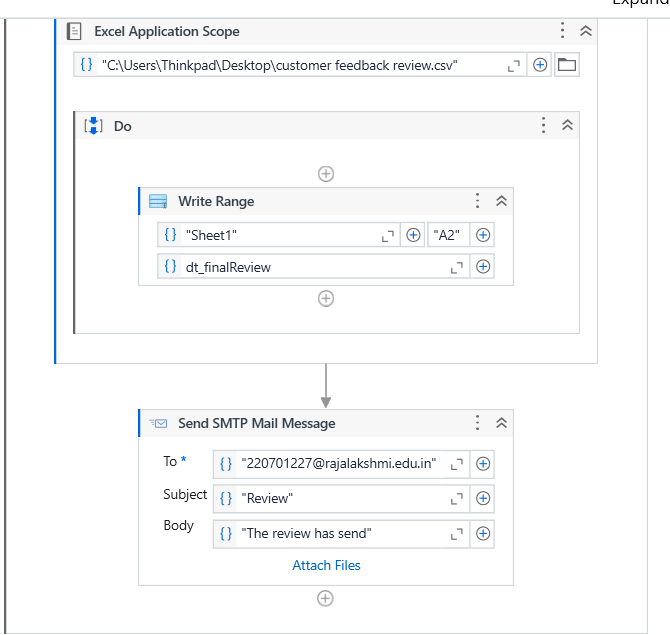 Expand
Excel Application Scope
"C:\Users\Thinkpad\Desktop\customer feedback review.csv"
Do
Write Range
"Sheet1" "A2"
dt_finalReview
Send SMTP Mail Message
To * "220701227@rajalakshmi.edu.in"
Subject "Review"
Body "The review has send"
Attach Files